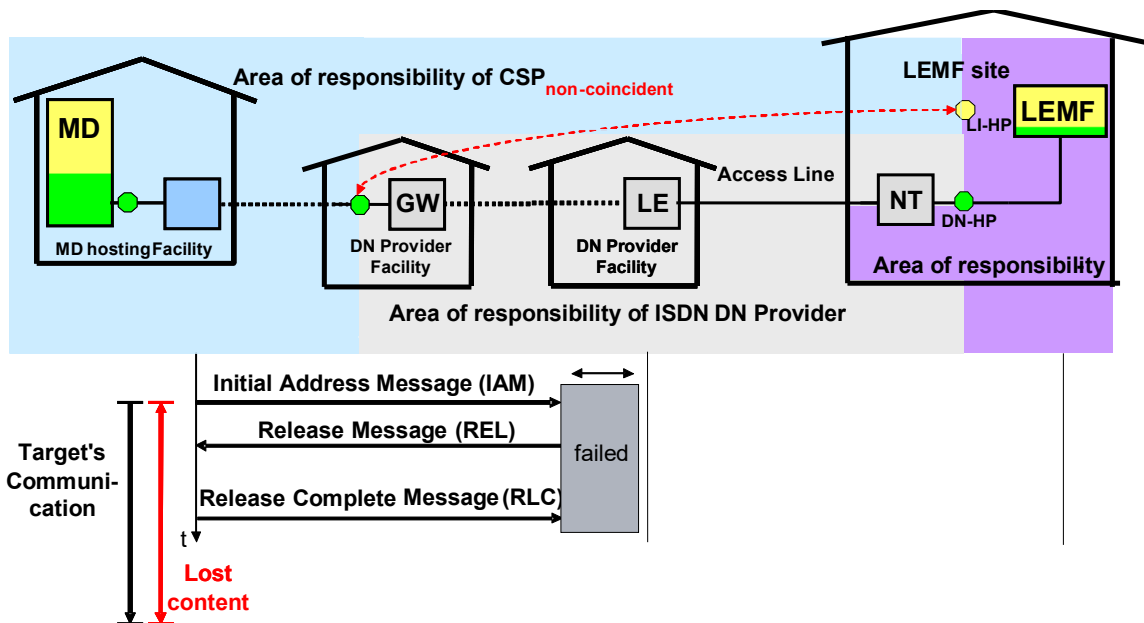 Area of responsibility of CSP non-coincident
LEMF site
MD
LEMF
LI-HP
Access Line
GW
LE
NT
DN-HP
MD hosting Facility
DN Provider
Facility
DN Provider
Facility
Area of responsibility
Area of responsibility of ISDN DN Provider
Initial Address Message (IAM)
Release Message (REL)
failed
Target's
Communi-
cation
Release Complete Message (RLC)
t
Lost
content